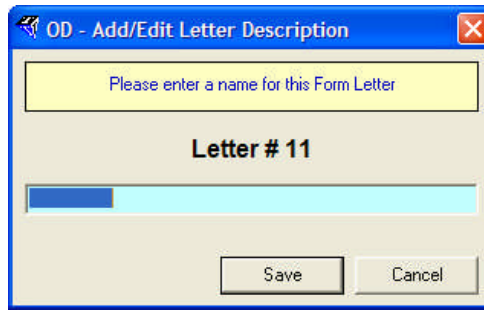 OD - Add/Edit Letter Description
Please enter a name for this Form Letter
Letter # 11
Save Cancel